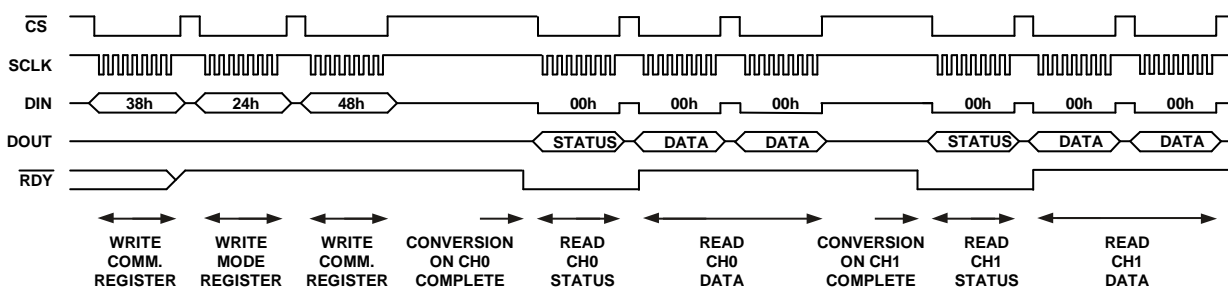 CS
SCLK
DIN 38h 24h 48h 00h 00h 00h 00h 00h 00h
DOUT STATUS DATA DATA STATUS DATA DATA
RDY
WRITE WRITE WRITE CONVERSION READ READ CONVERSION READ READ
COMM. MODE COMM. ON CH0 CH0 CH0 ON CH1 CH1 CH1
REGISTER REGISTER REGISTER COMPLETE STATUS DATA COMPLETE STATUS DATA